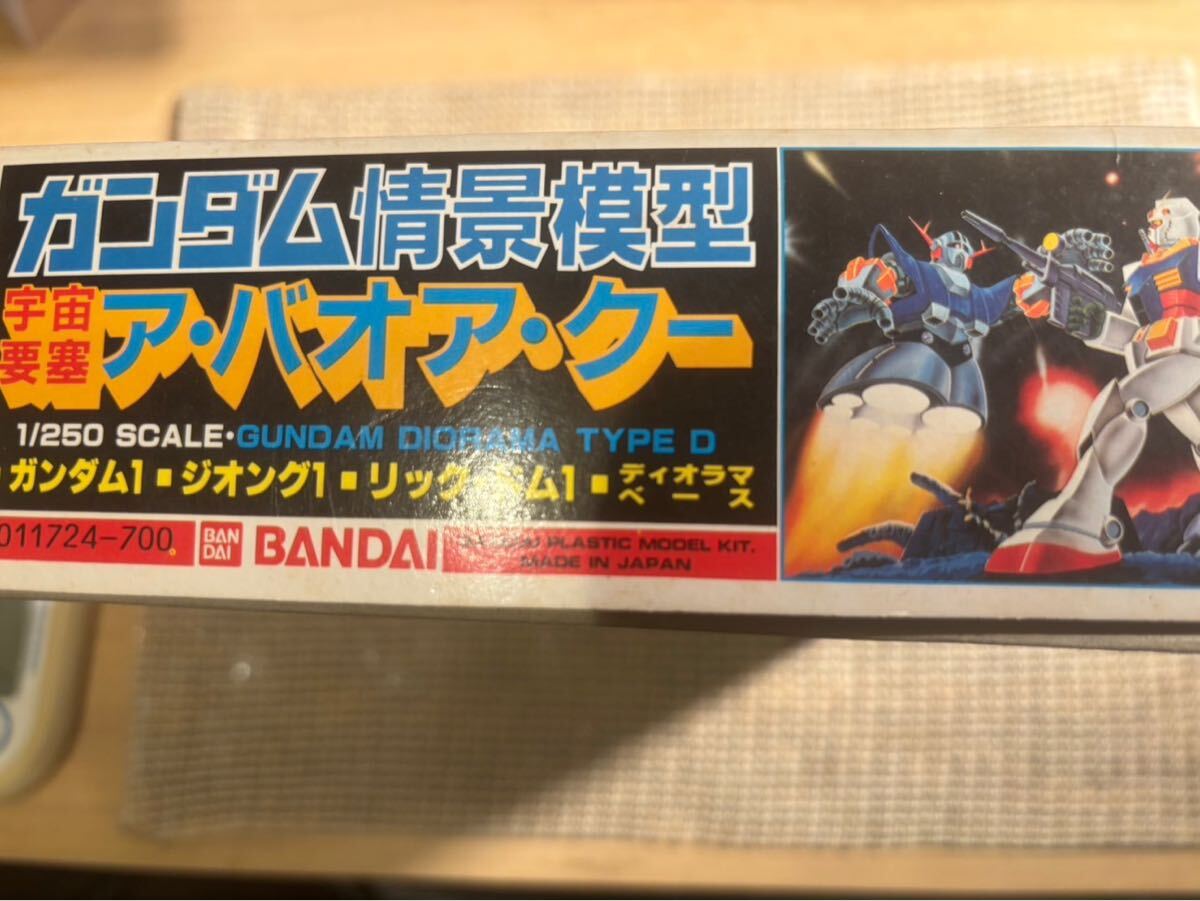 ガンダム情景模型
宇宙要塞ア・バオア・クー
1/250 SCALE・GUNDAM DIORAMA TYPE D
ガンダム1■ジオング1■リック ム1■ディオラマベース
011724-700 BANDAI BANDAI PLASTIC MODEL KIT.
MADE IN JAPAN